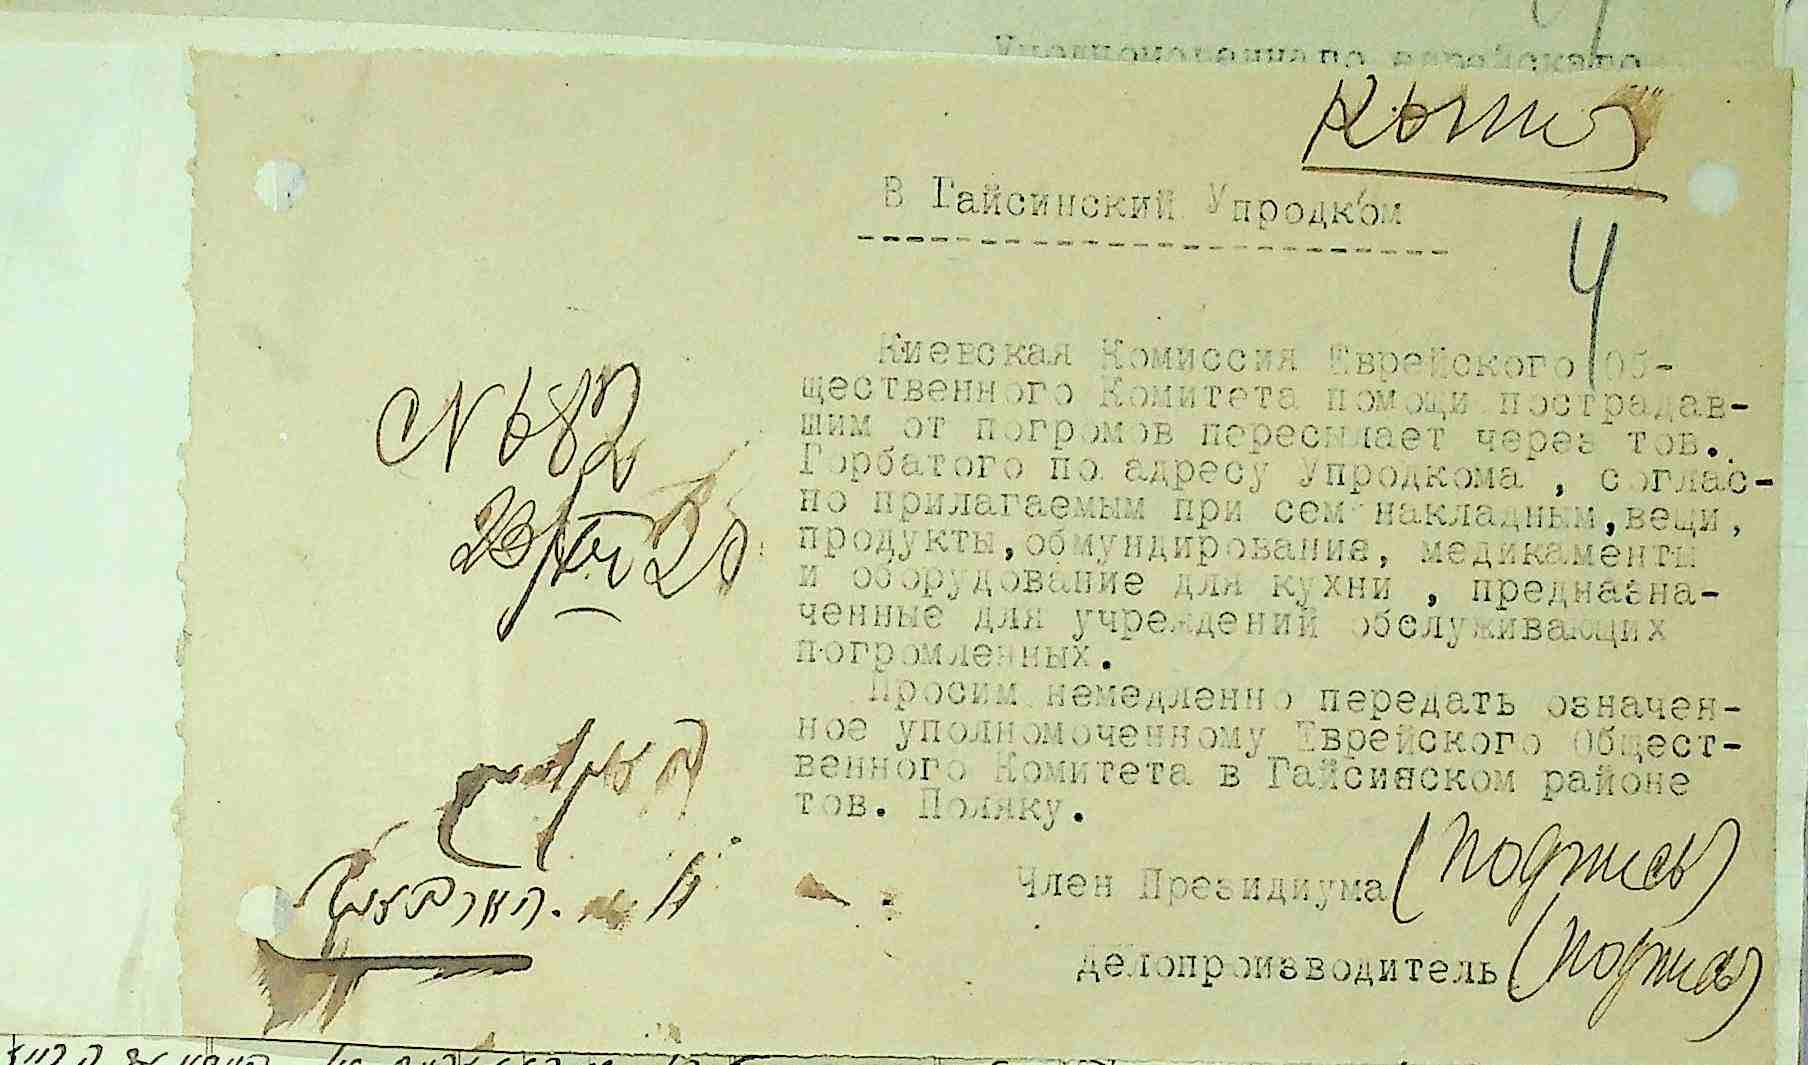 Копия
В Гайсинский Упродком
4
Киевская Комиссия Еврейского Об-
щественного Комитета помощи пострадав-
шим от погромов пересылает через тов.
Горбатого по адресу Упродкома , соглас-
но прилагаемым при сем накладным,вещи,
продукты,обмундирование, медикаменты
и оборудование для кухни , предназна-
ченные для учреждений обслуживающих
погромленных.
Просим немедленно передать означен-
ное уполномоченному Еврейского Общест-
венного Комитета в Гайсинском районе
тов. Поляку.
N 682
Член Президиума (подпись)
делопроизводитель (подпись)